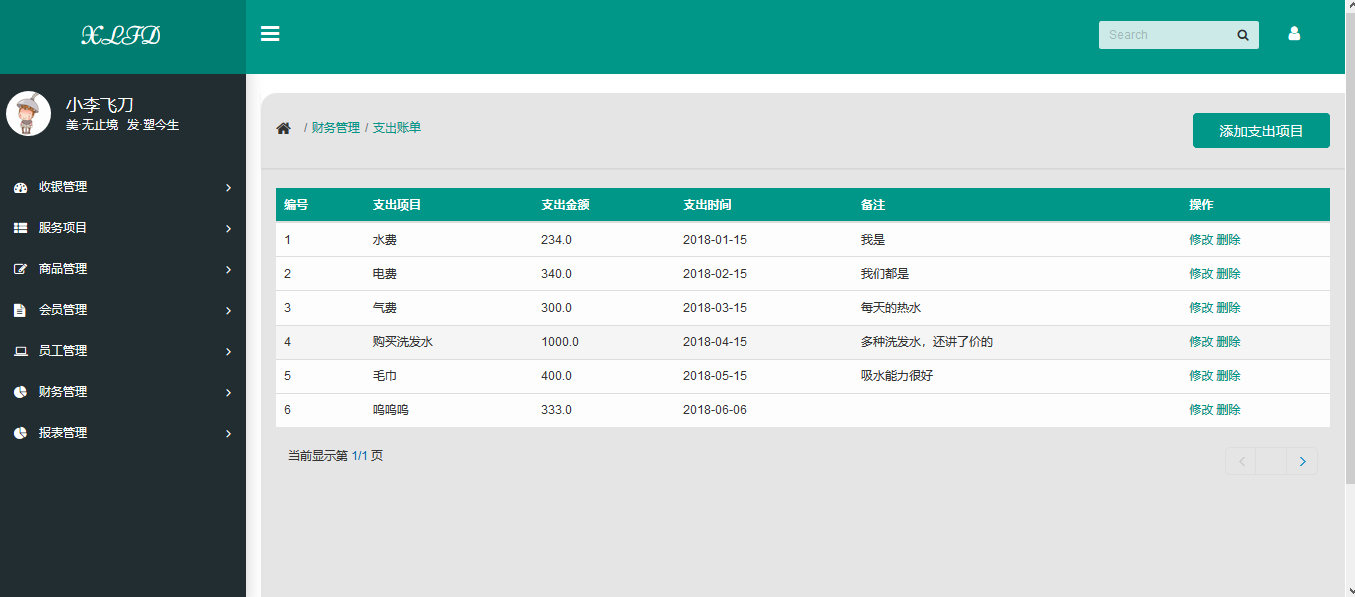 XLFD
Search
小李飞刀
美·无止境 发·塑今生
收银管理
服务项目
商品管理
会员管理
员工管理
财务管理
报表管理
/ 财务管理 / 支出账单
添加支出项目
编号 支出项目 支出金额 支出时间 备注 操作
1 水费 234.0 2018-01-15 我是 修改 删除
2 电费 340.0 2018-02-15 我们都是 修改 删除
3 气费 300.0 2018-03-15 每天的热水 修改 删除
4 购买洗发水 1000.0 2018-04-15 多种洗发水，还讲了价的 修改 删除
5 毛巾 400.0 2018-05-15 吸水能力很好 修改 删除
6 呜呜呜 333.0 2018-06-06 修改 删除
当前显示第 1/1 页